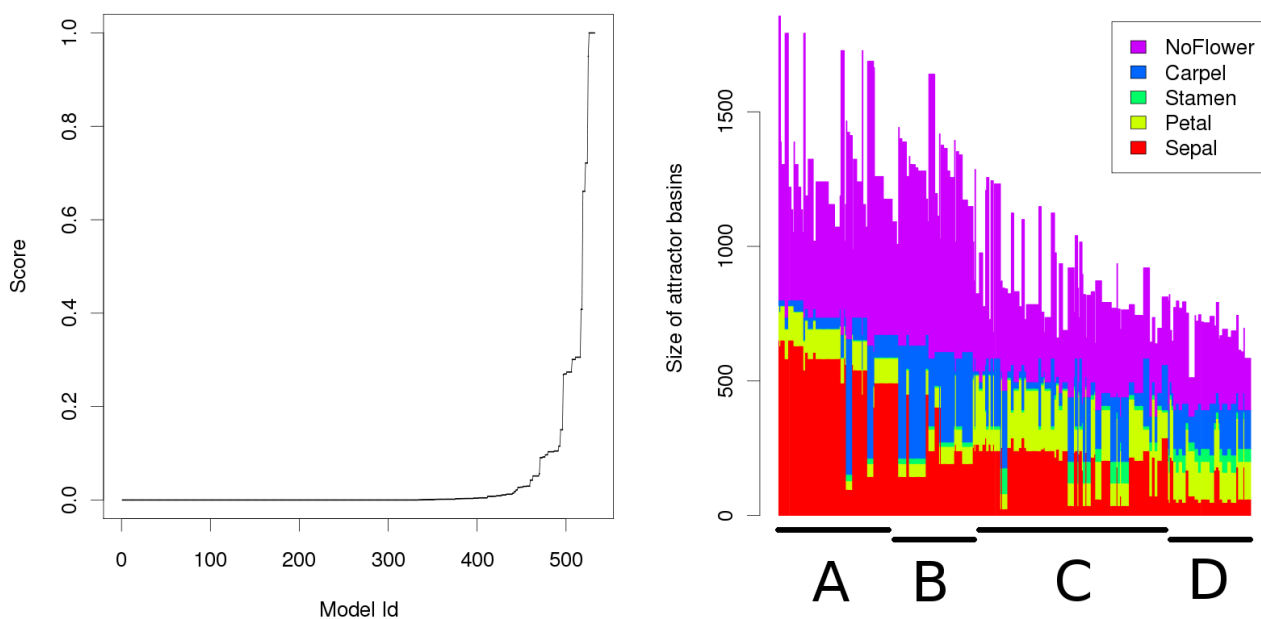 Score
0.0
0.2
0.4
0.6
0.8
1.0
0 100 200 300 400 500
Model Id
Size of attractor basins
0
500
1000
1500
NoFlower
Carpel
Stamen
Petal
Sepal
A B C D